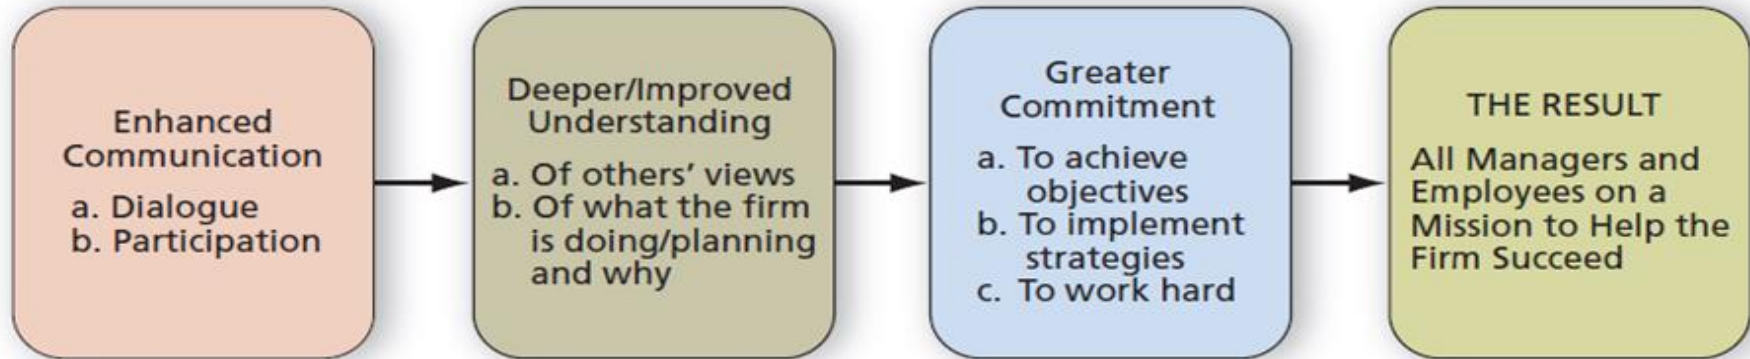 Enhanced
Communication
a. Dialogue
b. Participation
Deeper/Improved
Understanding
a. Of others’ views
b. Of what the firm
is doing/planning
and why
Greater
Commitment
a. To achieve
objectives
b. To implement
strategies
c. To work hard
THE RESULT
All Managers and
Employees on a
Mission to Help the
Firm Succeed